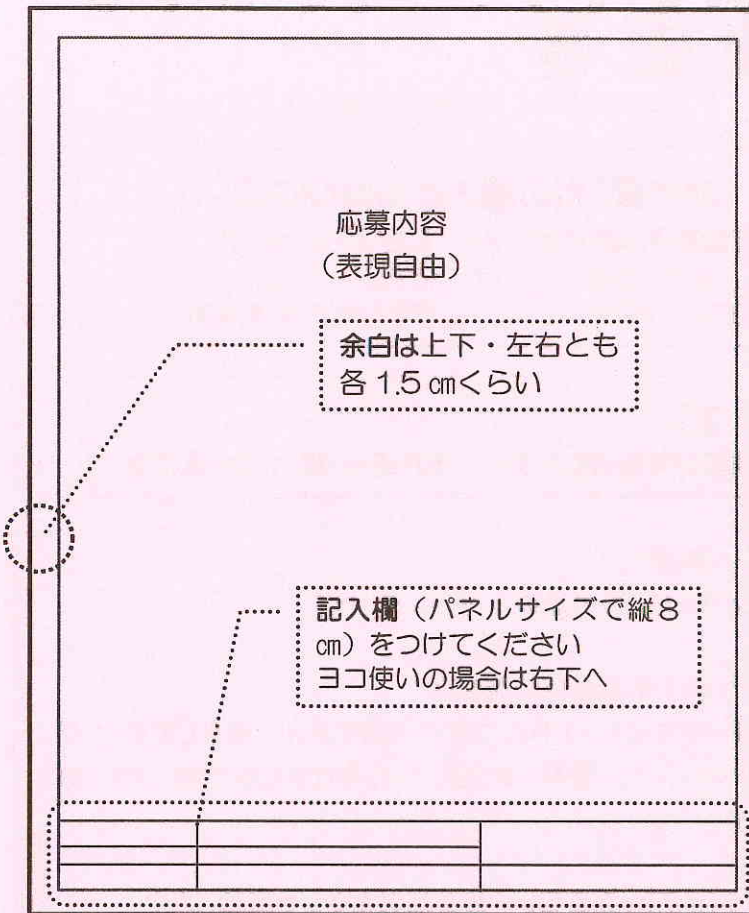 応募内容
（表現自由）
余白は上下・左右とも
各 1.5 ㎝くらい
記入欄（パネルサイズで縦８
㎝）をつけてください
ヨコ使いの場合は右下へ